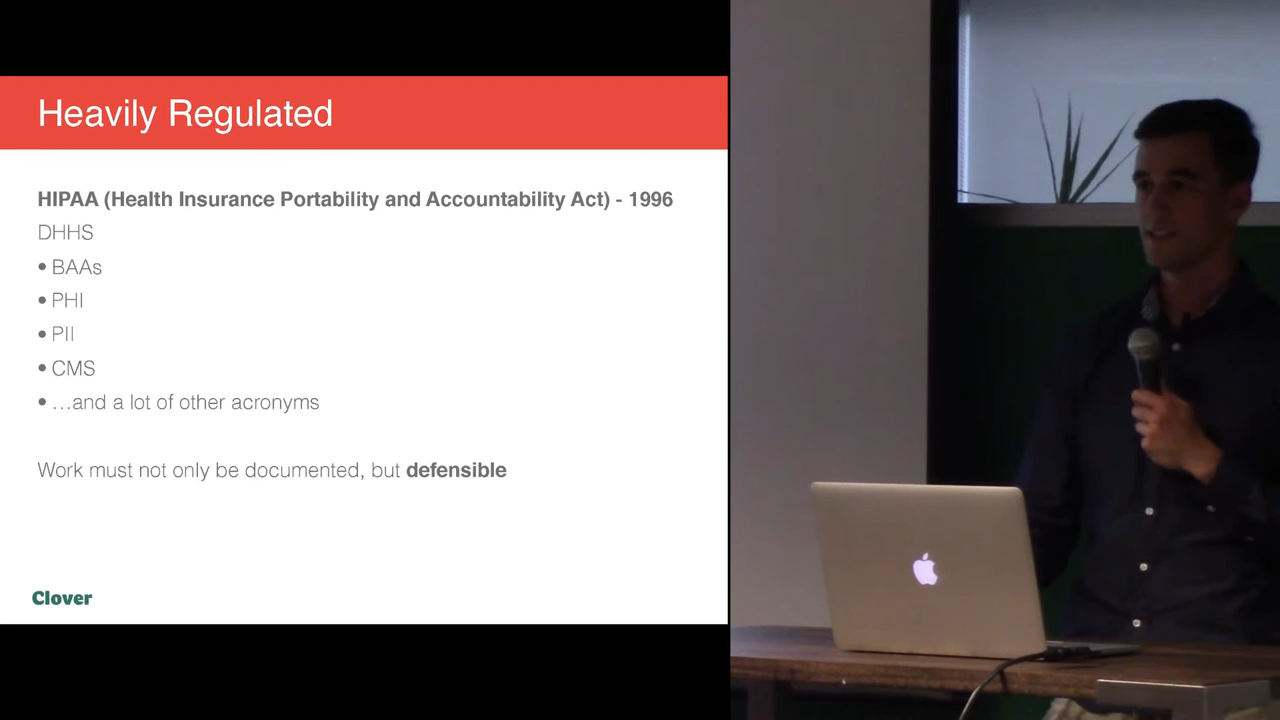 Heavily Regulated
HIPAA (Health Insurance Portability and Accountability Act) - 1996
DHHS
• BAAs
• PHI
• PII
• CMS
• …and a lot of other acronyms
Work must not only be documented, but defensible
Clover